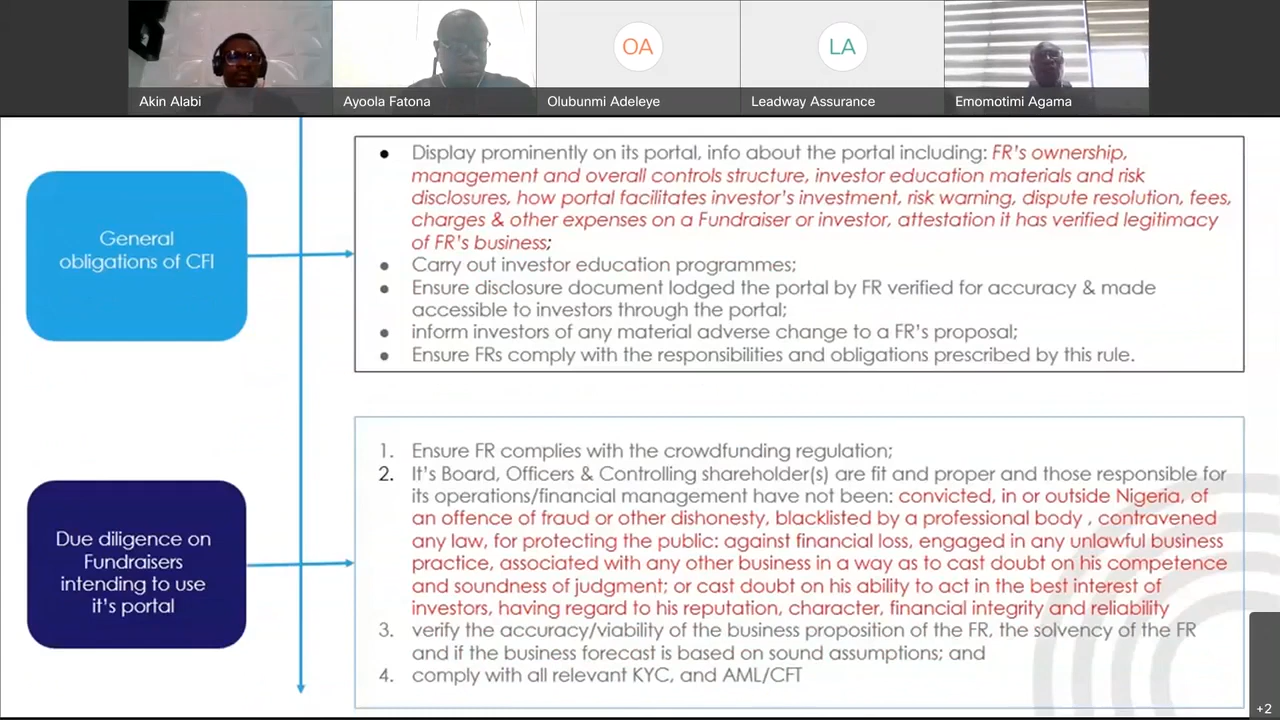 OA
LA
Akin Alabi
Ayoola Fatona
Olubunmi Adeleye
Leadway Assurance
Emomotimi Agama
General
obligations of CFI
● Display prominently on its portal, info about the portal including: FR's ownership,
management and overall controls structure, investor education materials and risk
disclosures, how portal facilitates investor's investment, risk warning, dispute resolution, fees,
charges & other expenses on a Fundraiser or investor, attestation it has verified legitimacy
of FR's business;
● Carry out investor education programmes;
● Ensure disclosure document lodged the portal by FR verified for accuracy & made
accessible to investors through the portal;
● inform investors of any material adverse change to a FR's proposal;
● Ensure FRs comply with the responsibilities and obligations prescribed by this rule.
Due diligence on
Fundraisers
intending to use
it's portal
1. Ensure FR complies with the crowdfunding regulation;
2. It's Board, Officers & Controlling shareholder(s) are fit and proper and those responsible for
its operations/financial management have not been: convicted, in or outside Nigeria, of
an offence of fraud or other dishonesty, blacklisted by a professional body , contravened
any law, for protecting the public: against financial loss, engaged in any unlawful business
practice, associated with any other business in a way as to cast doubt on his competence
and soundness of judgment; or cast doubt on his ability to act in the best interest of
investors, having regard to his reputation, character, financial integrity and reliability
3. verify the accuracy/viability of the business proposition of the FR, the solvency of the FR
and if the business forecast is based on sound assumptions; and
4. comply with all relevant KYC, and AML/CFT
+2